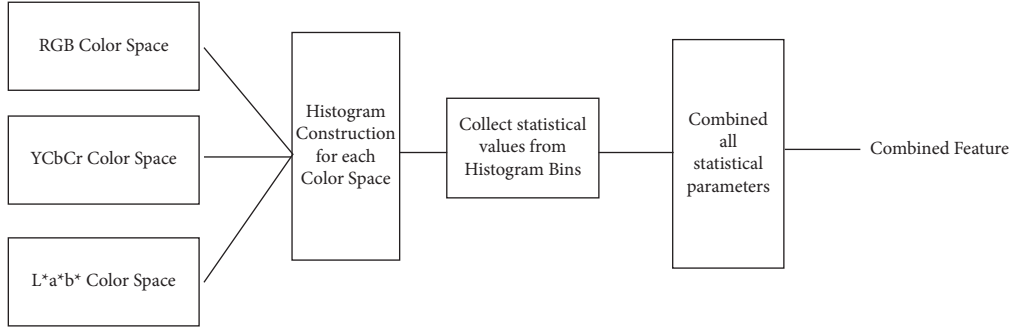 RGB Color Space
YCbCr Color Space
L*a*b* Color Space
Histogram
Construction
for each
Color Space
Collect statistical
values from
Histogram Bins
Combined
all
statistical
parameters
Combined Feature